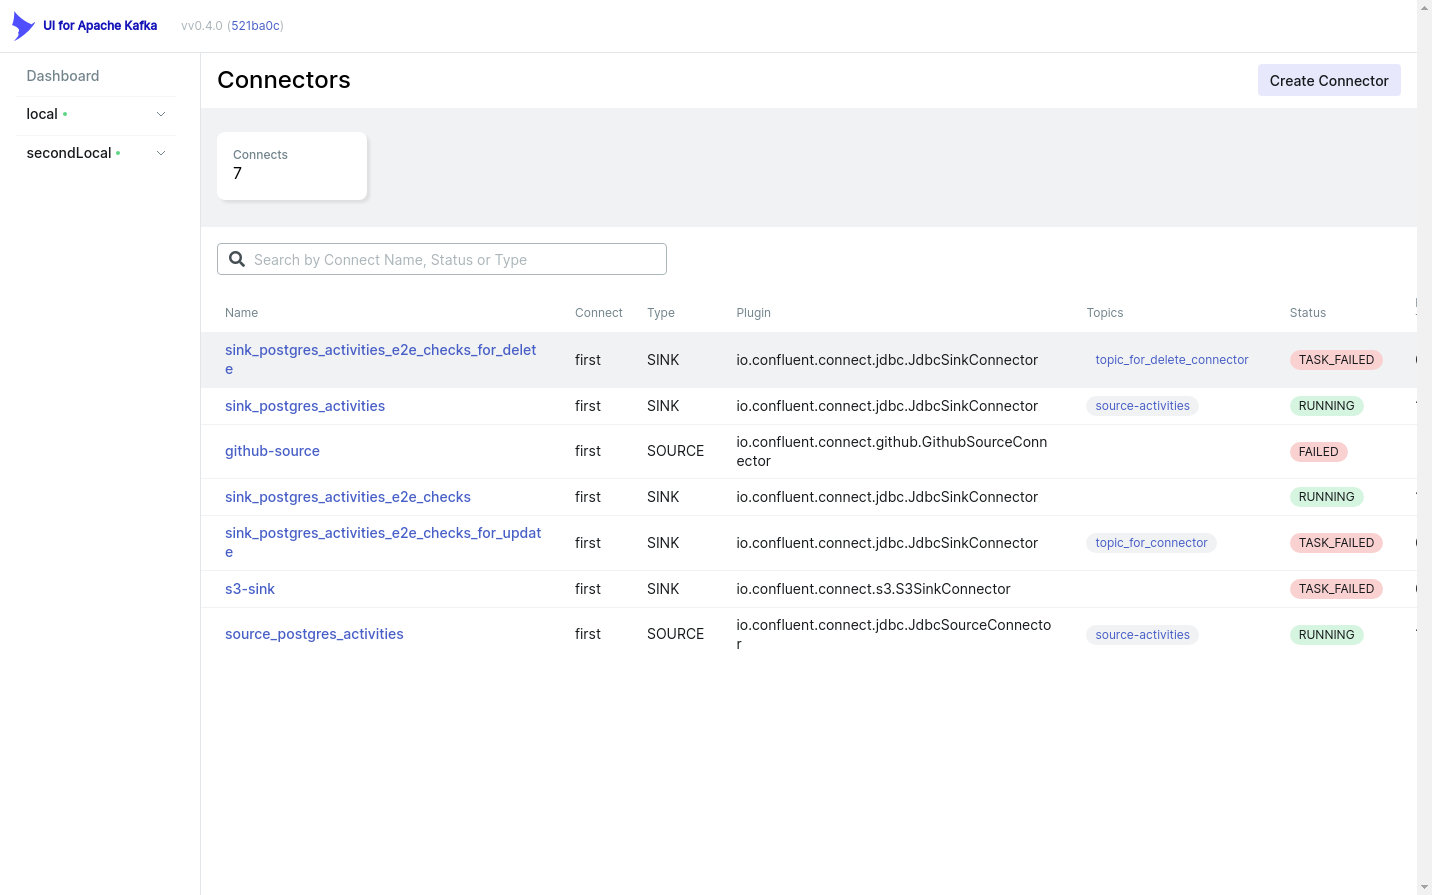 UI for Apache Kafka vv0.4.0 (521ba0c)
Dashboard
local
secondLocal
Connectors
Create Connector
Connects
7
Search by Connect Name, Status or Type
Name Connect Type Plugin Topics Status
sink_postgres_activities_e2e_checks_for_delet
e
first SINK io.confluent.connect.jdbc.JdbcSinkConnector topic_for_delete_connector TASK_FAILED
sink_postgres_activities first SINK io.confluent.connect.jdbc.JdbcSinkConnector source-activities RUNNING
github-source first SOURCE
io.confluent.connect.github.GithubSourceConn
ector
FAILED
sink_postgres_activities_e2e_checks first SINK io.confluent.connect.jdbc.JdbcSinkConnector RUNNING
sink_postgres_activities_e2e_checks_for_updat
e
first SINK io.confluent.connect.jdbc.JdbcSinkConnector topic_for_connector TASK_FAILED
s3-sink first SINK io.confluent.connect.s3.S3SinkConnector TASK_FAILED
source_postgres_activities first SOURCE
io.confluent.connect.jdbc.JdbcSourceConnecto
r
source-activities RUNNING